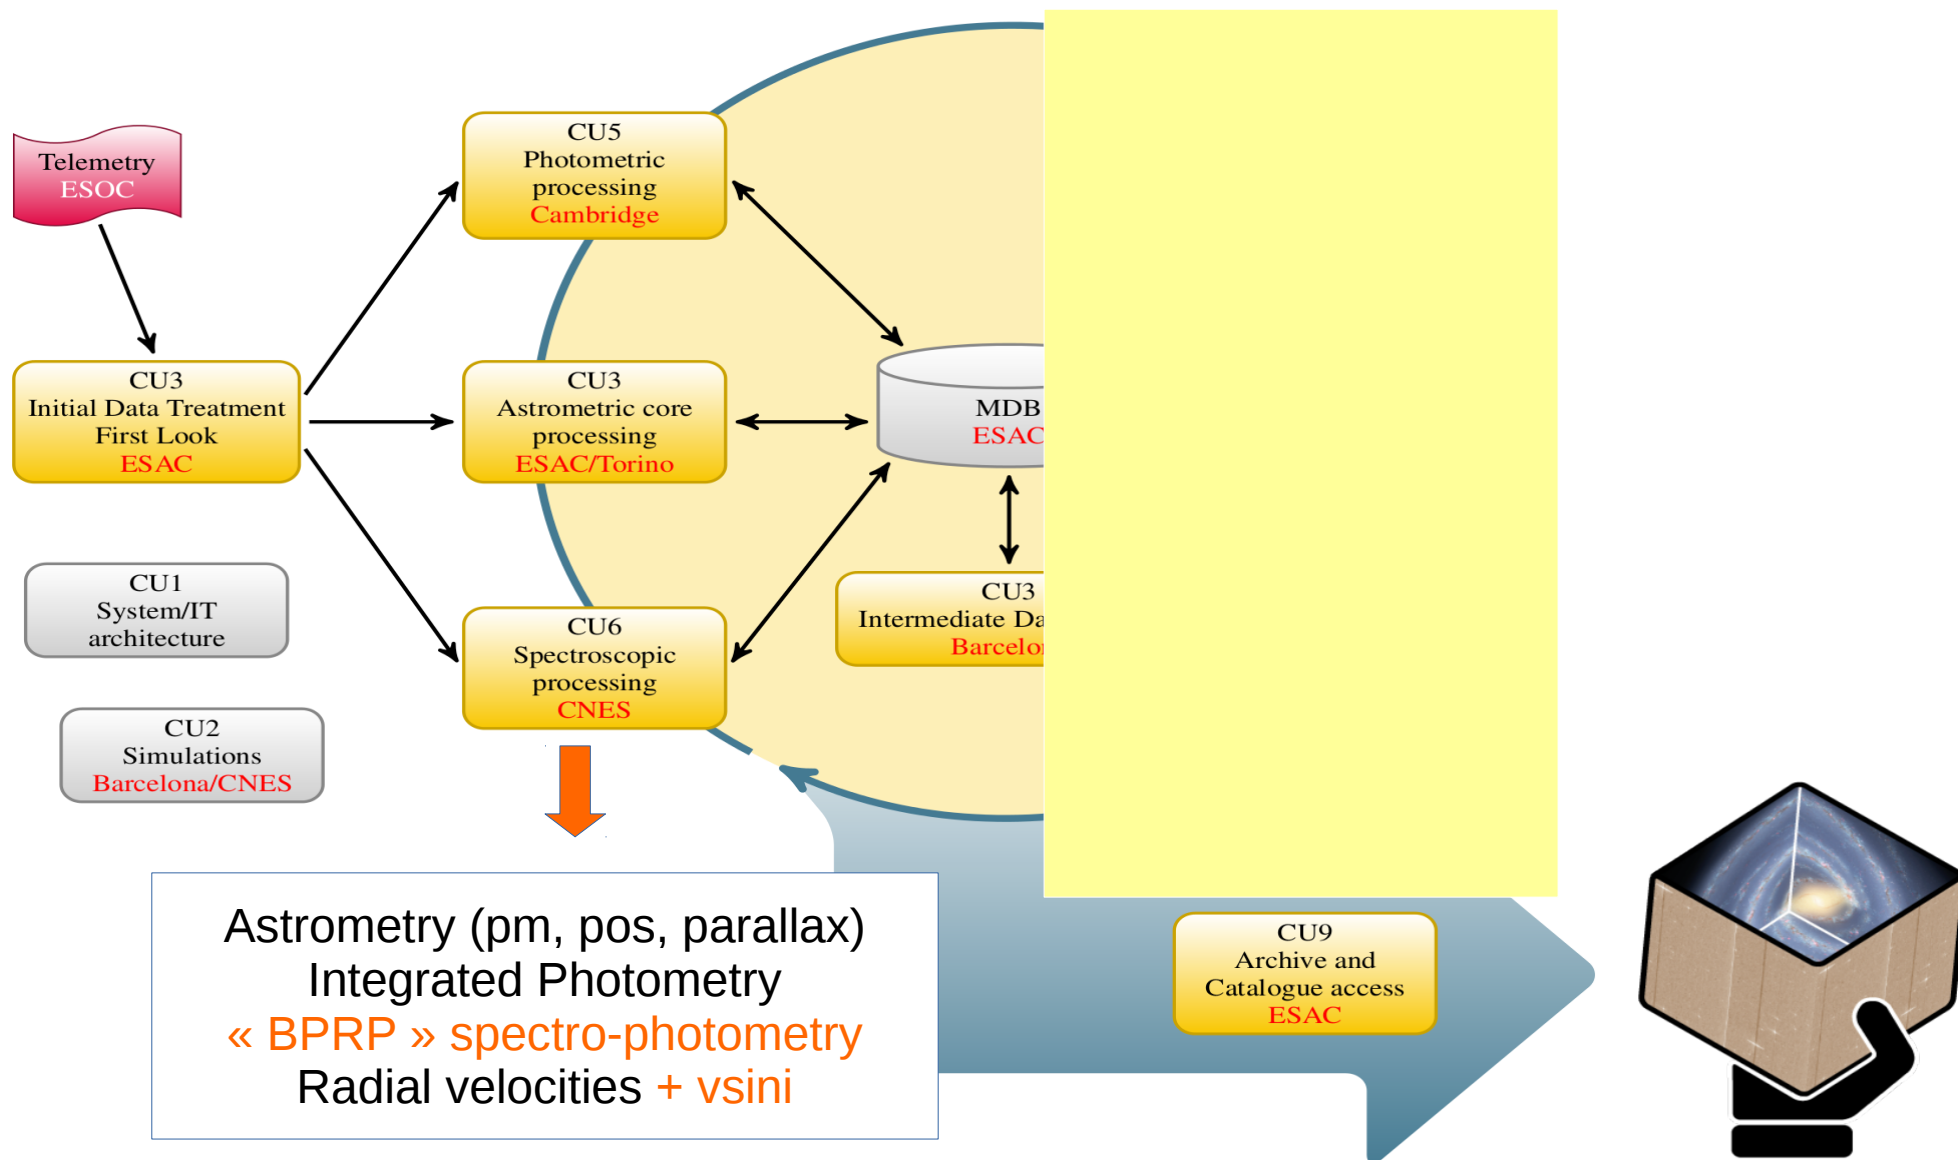 Telemetry
ESOC
CU5
Photometric
processing
Cambridge
CU3
Initial Data Treatment
First Look
ESAC
CU3
Astrometric core
processing
ESAC/Torino
MDB
ESAC
CU3
Intermediate
Barcelo
CU1
System/IT
architecture
CU6
Spectroscopic
processing
CNES
CU2
Simulations
Barcelona/CNES
Astrometry (pm, pos, parallax)
Integrated Photometry
« BPRP » spectro-photometry
Radial velocities + vsini
CU9
Archive and
Catalogue access
ESAC